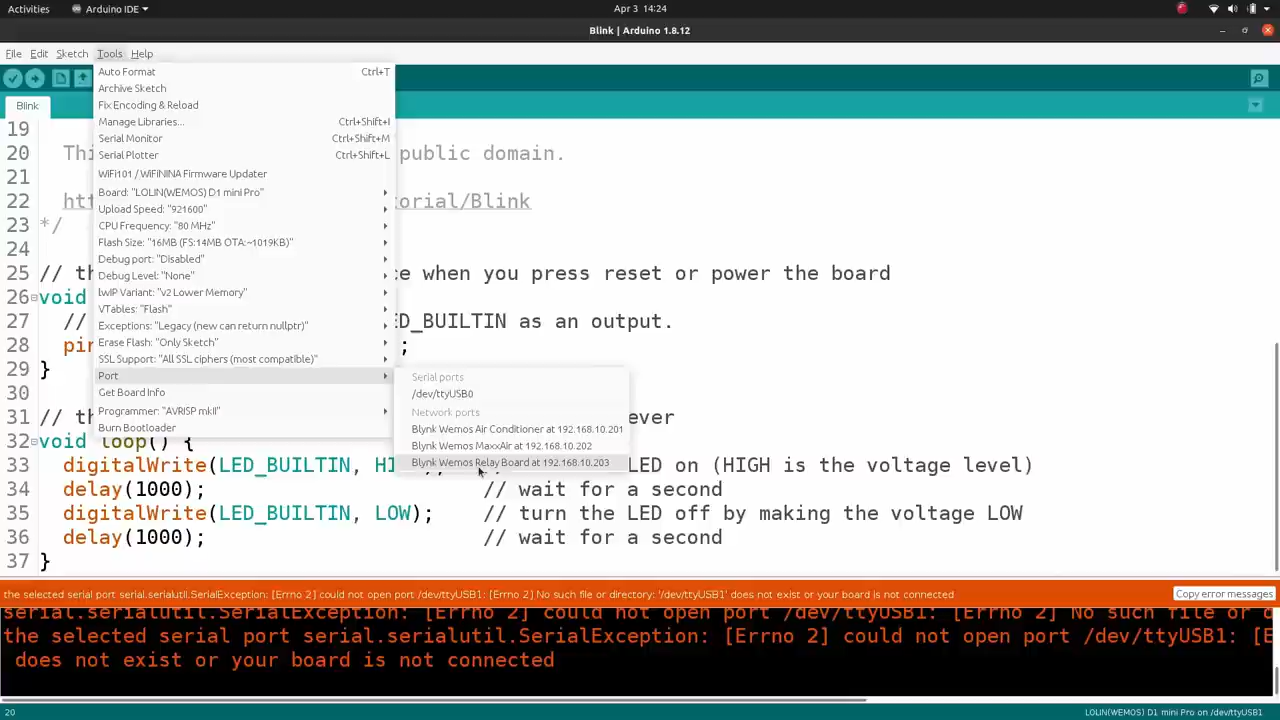 Activities Arduino IDE Apr 3 14:24
Blink | Arduino 1.8.12
File Edit Sketch Tools Help
Blink
Auto Format Ctrl+T
Archive Sketch
Fix Encoding & Reload
Manage Libraries... Ctrl+Shift+I
Serial Monitor Ctrl+Shift+M
Serial Plotter Ctrl+Shift+L
WiFi101 / WiFiNINA Firmware Updater
Board: "LOLIN(WEMOS) D1 mini Pro"
Upload Speed: "921600"
CPU Frequency: "80 MHz"
Flash Size: "16MB (FS:14MB OTA:~1019KB)"
Debug port: "Disabled"
Debug Level: "None"
lwIP Variant: "v2 Lower Memory"
VTables: "Flash"
Exceptions: "Legacy (new can return nullptr)"
Erase Flash: "Only Sketch"
SSL Support: "All SSL ciphers (most compatible)"
Port
Get Board Info
Programmer: "AVRISP mkII"
Burn Bootloader
Serial ports
/dev/ttyUSB0
Network ports
Blynk Wemos Air Conditioner at 192.168.10.201
Blynk Wemos MaxxAir at 192.168.10.202
Blynk Wemos Relay Board at 192.168.10.203
19
20 Thi public domain.
21
22 ht orial/Blink
23 */
24
25 // th ce when you press reset or power the board
26 void
27 // ED_BUILTIN as an output.
28 pin ;
29 }
30
31 // th ever
32 void loop() {
33 digitalWrite(LED_BUILTIN, HI LED on (HIGH is the voltage level)
34 delay(1000); // wait for a second
35 digitalWrite(LED_BUILTIN, LOW); // turn the LED off by making the voltage LOW
36 delay(1000); // wait for a second
37 }
the selected serial port serial.serialutil.SerialException: [Errno 2] could not open port /dev/ttyUSB1: [Errno 2] No such file or directory: '/dev/ttyUSB1' does not exist or your board is not connected
Copy error messages
serial.serialutil.SerialException: [Errno 2] could not open port /dev/ttyUSB1: [Errno 2] No such file or d
the selected serial port serial.serialutil.SerialException: [Errno 2] could not open port /dev/ttyUSB1: [E
does not exist or your board is not connected
20 LOLIN(WEMOS) D1 mini Pro on /dev/ttyUSB1